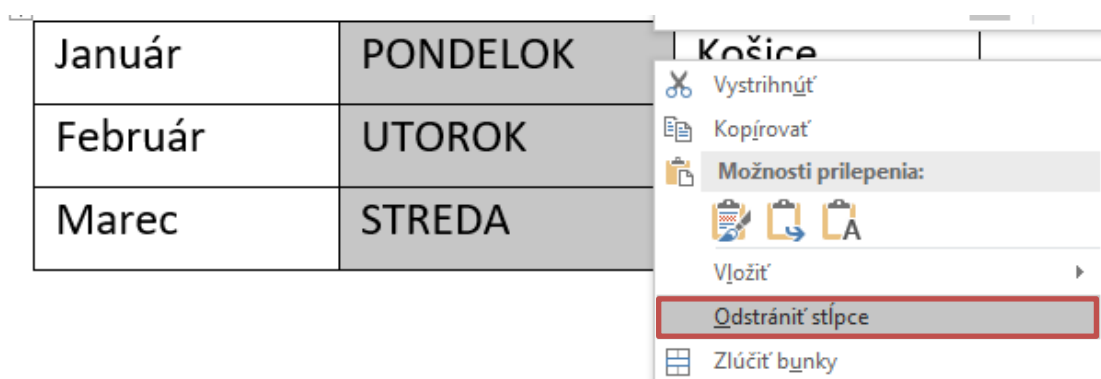 Január PONDELOK Košice
Február UTOROK
Marec STREDA
Vystrihnúť
Kopírovať
Možnosti prilepenia:
A
Vložiť
Odstrániť stĺpce
Zlúčiť bunky